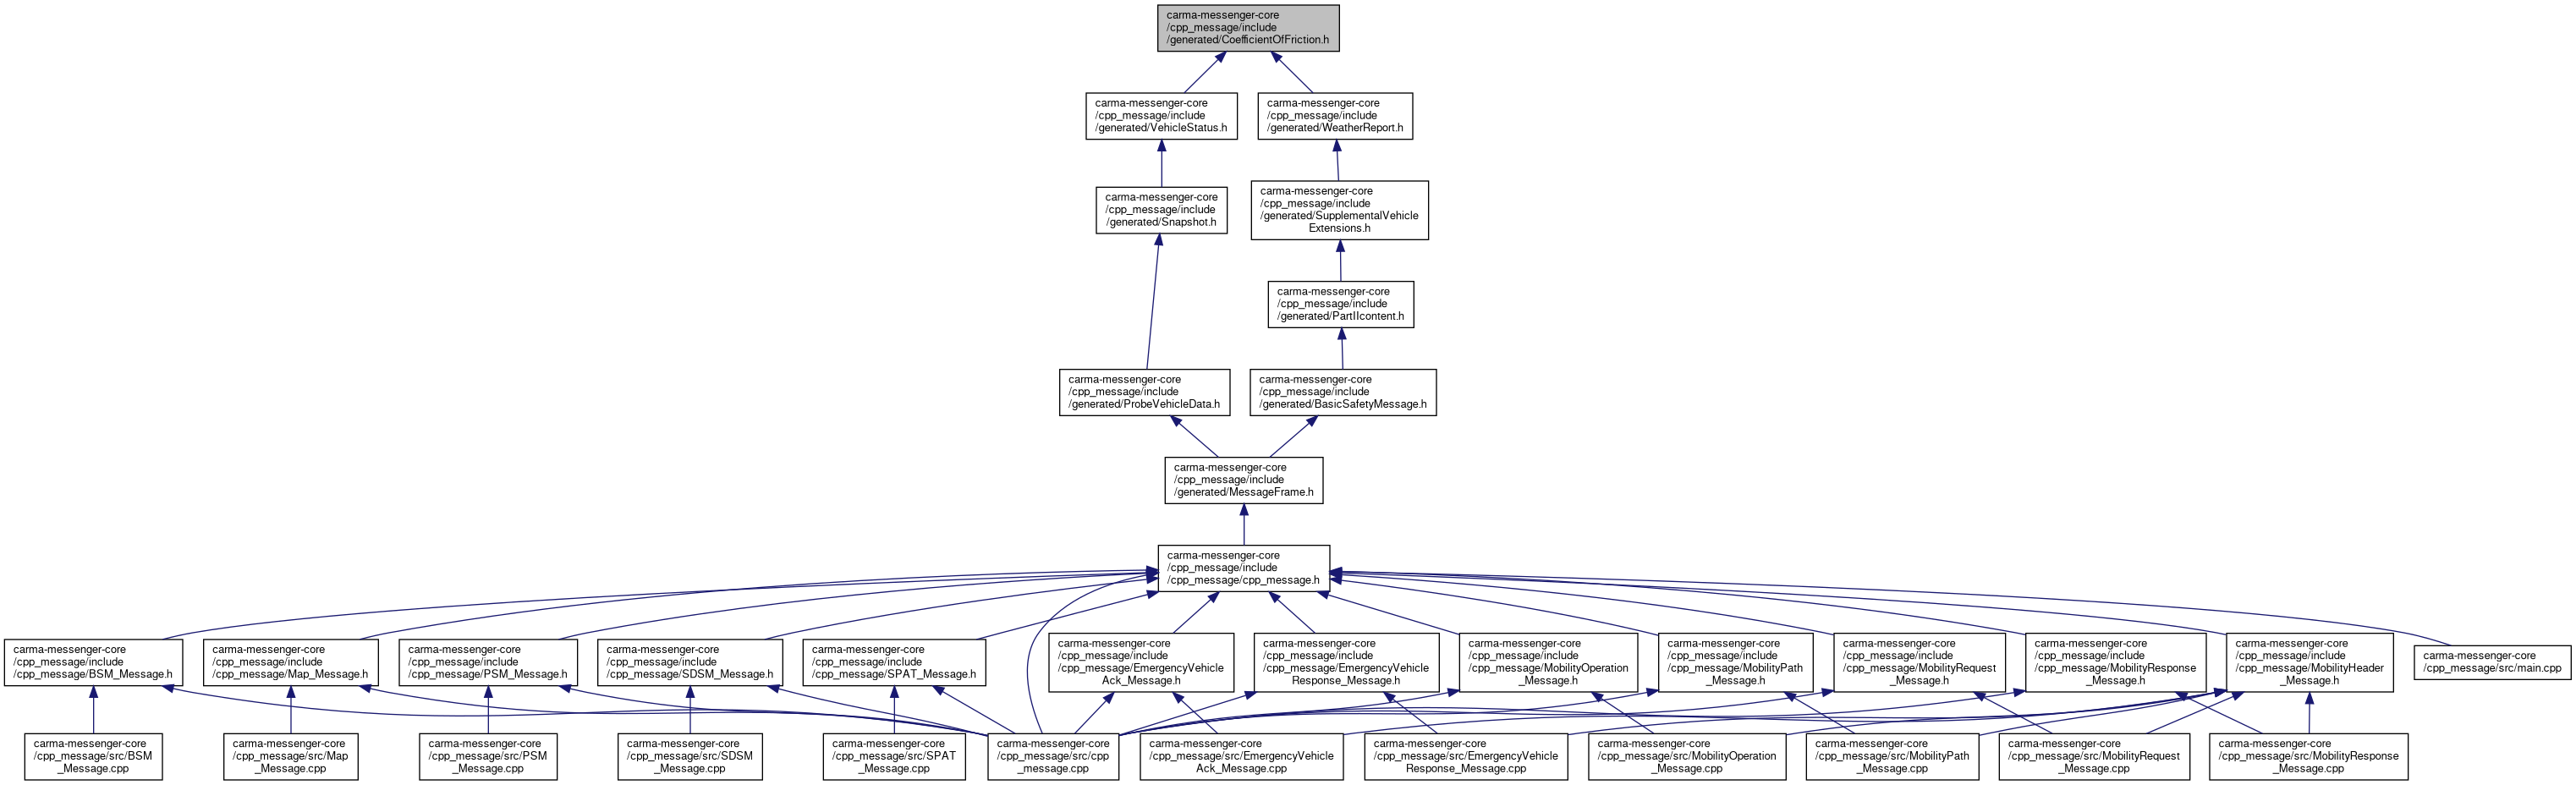 carma-messenger-core
/cpp_message/include
/generated/CoefficientOfFriction.h
carma-messenger-core
/cpp_message/include
/generated/VehicleStatus.h
carma-messenger-core
/cpp_message/include
/generated/WeatherReport.h
carma-messenger-core
/cpp_message/include
/generated/Snapshot.h
carma-messenger-core
/cpp_message/include
/generated/SupplementalVehicle
Extensions.h
carma-messenger-core
/cpp_message/include
/generated/PartIIcontent.h
carma-messenger-core
/cpp_message/include
/generated/ProbeVehicleData.h
carma-messenger-core
/cpp_message/include
/generated/BasicSafetyMessage.h
carma-messenger-core
/cpp_message/include
/generated/MessageFrame.h
carma-messenger-core
/cpp_message/include
/cpp_message/cpp_message.h
carma-messenger-core
/cpp_message/include
/cpp_message/BSM_Message.h
carma-messenger-core
/cpp_message/include
/cpp_message/Map_Message.h
carma-messenger-core
/cpp_message/include
/cpp_message/PSM_Message.h
carma-messenger-core
/cpp_message/include
/cpp_message/SDSM_Message.h
carma-messenger-core
/cpp_message/include
/cpp_message/SPAT_Message.h
carma-messenger-core
/cpp_message/include
/cpp_message/EmergencyVehicle
Ack_Message.h
carma-messenger-core
/cpp_message/include
/cpp_message/EmergencyVehicle
Response_Message.h
carma-messenger-core
/cpp_message/include
/cpp_message/MobilityOperation
_Message.h
carma-messenger-core
/cpp_message/include
/cpp_message/MobilityPath
_Message.h
carma-messenger-core
/cpp_message/include
/cpp_message/MobilityRequest
_Message.h
carma-messenger-core
/cpp_message/include
/cpp_message/MobilityResponse
_Message.h
carma-messenger-core
/cpp_message/include
/cpp_message/MobilityHeader
_Message.h
carma-messenger-core
/cpp_message/src/main.cpp
carma-messenger-core
/cpp_message/src/BSM
_Message.cpp
carma-messenger-core
/cpp_message/src/Map
_Message.cpp
carma-messenger-core
/cpp_message/src/PSM
_Message.cpp
carma-messenger-core
/cpp_message/src/SDSM
_Message.cpp
carma-messenger-core
/cpp_message/src/SPAT
_Message.cpp
carma-messenger-core
/cpp_message/src/cpp
_message.cpp
carma-messenger-core
/cpp_message/src/EmergencyVehicle
Ack_Message.cpp
carma-messenger-core
/cpp_message/src/EmergencyVehicle
Response_Message.cpp
carma-messenger-core
/cpp_message/src/MobilityOperation
_Message.cpp
carma-messenger-core
/cpp_message/src/MobilityPath
_Message.cpp
carma-messenger-core
/cpp_message/src/MobilityRequest
_Message.cpp
carma-messenger-core
/cpp_message/src/MobilityResponse
_Message.cpp